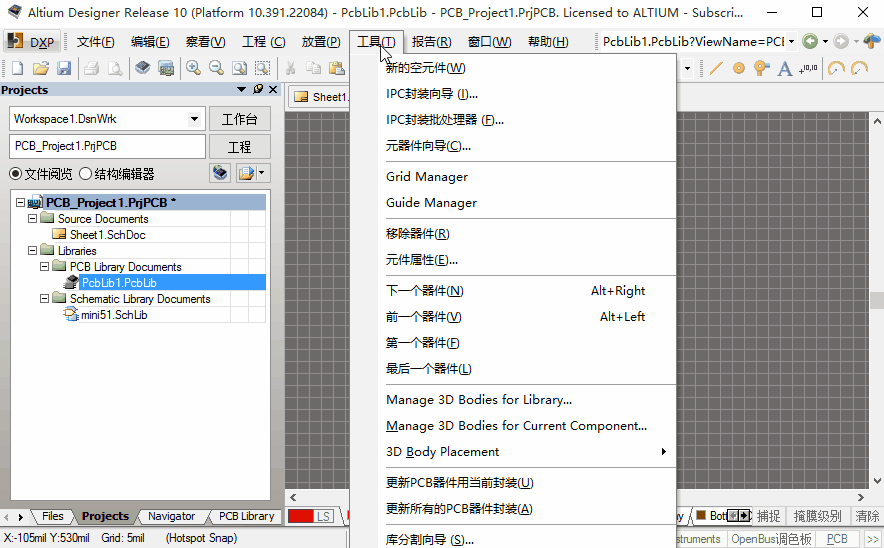 Altium Designer Release 10 (Platform 10.391.22084) - PcbLib1.PcbLib - PCB_Project1.PrjPCB. Licensed to ALTIUM - Subscri...
DXP 文件(F) 编辑(E) 察看(V) 工程 (C) 放置(P) 工具(T) 报告(R) 窗口(W) 帮助(H) PcbLib1.PcbLib?ViewName=PCE
+10,10
Projects
Workspace1.DsnWrk 工作台
PCB_Project1.PrjPCB 工程
文件阅览 结构编辑器
PCB_Project1.PrjPCB *
Source Documents
Sheet1.SchDoc
Libraries
PCB Library Documents
PcbLib1.PcbLib
Schematic Library Documents
mini51.SchLib
Sheet1.
新的空元件(W)
IPC封装向导 (I)...
IPC封装批处理器 (F)...
元器件向导(C)...
Grid Manager
Guide Manager
移除器件(R)
元件属性(E)...
下一个器件(N) Alt+Right
前一个器件(V) Alt+Left
第一个器件(F)
最后一个器件(L)
Manage 3D Bodies for Library...
Manage 3D Bodies for Current Component...
3D Body Placement
更新PCB器件用当前封装(U)
更新所有的PCB器件封装(A)
库分割向导 (S)...
Files Projects Navigator PCB Library
LS
ay Bott 捕捉 掩膜级别 清除
X:-105mil Y:530mil Grid: 5mil (Hotspot Snap)
struments OpenBus调色板 PCB >>